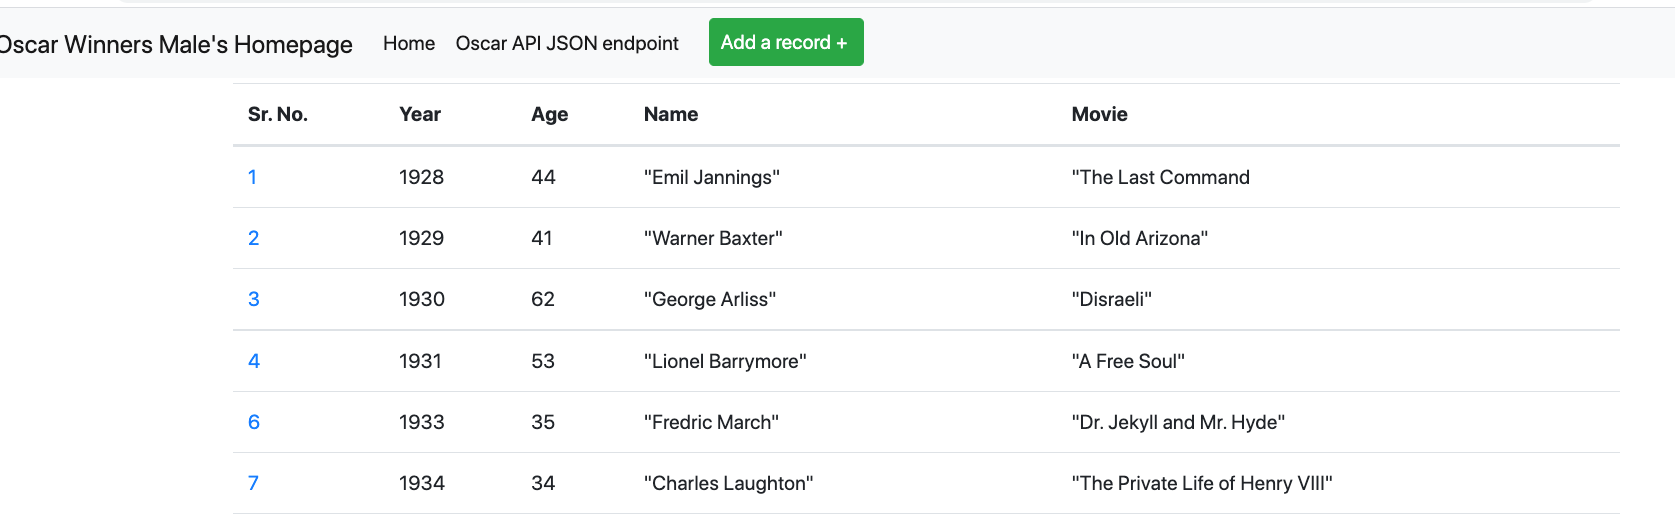 Oscar Winners Male's Homepage Home Oscar API JSON endpoint Add a record +
Sr. No. Year Age Name Movie
1 1928 44 "Emil Jannings" "The Last Command
2 1929 41 "Warner Baxter" "In Old Arizona"
3 1930 62 "George Arliss" "Disraeli"
4 1931 53 "Lionel Barrymore" "A Free Soul"
6 1933 35 "Fredric March" "Dr. Jekyll and Mr. Hyde"
7 1934 34 "Charles Laughton" "The Private Life of Henry VIII"